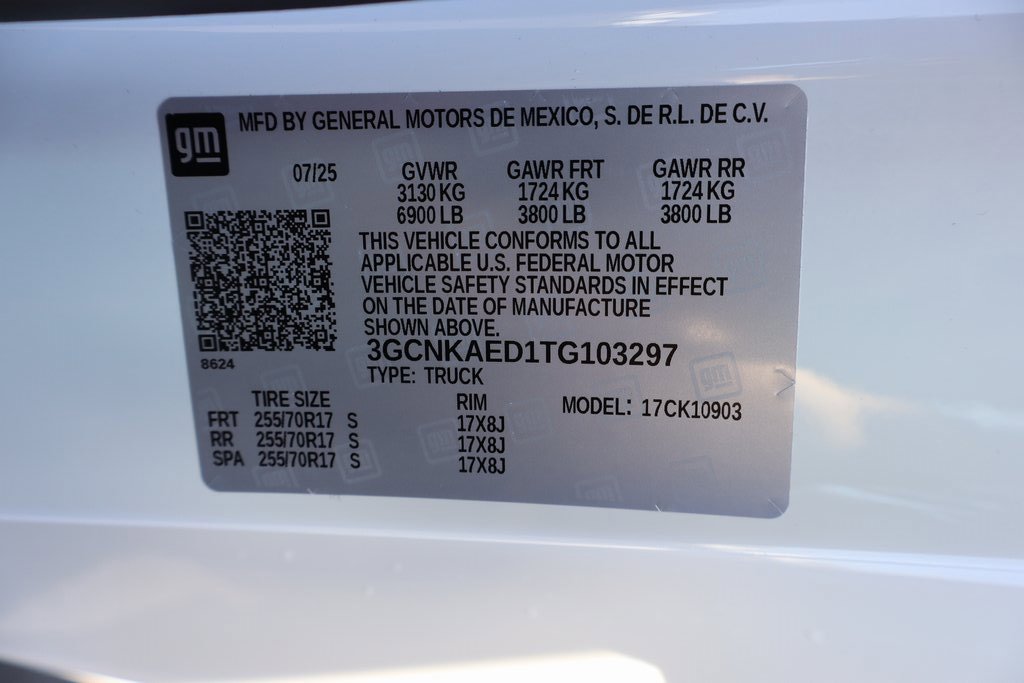 gm
MFD BY GENERAL MOTORS DE MEXICO, S. DE R.L. DE C.V.
07/25 GVWR GAWR FRT GAWR RR
3130 KG 1724 KG 1724 KG
6900 LB 3800 LB 3800 LB
THIS VEHICLE CONFORMS TO ALL
APPLICABLE U.S. FEDERAL MOTOR
VEHICLE SAFETY STANDARDS IN EFFECT
ON THE DATE OF MANUFACTURE
SHOWN ABOVE.
3GCNKAED1TG103297
8624
TYPE: TRUCK
TIRE SIZE RIM MODEL: 17CK10903
FRT 255/70R17 S 17X8J
RR 255/70R17 S 17X8J
SPA 255/70R17 S 17X8J